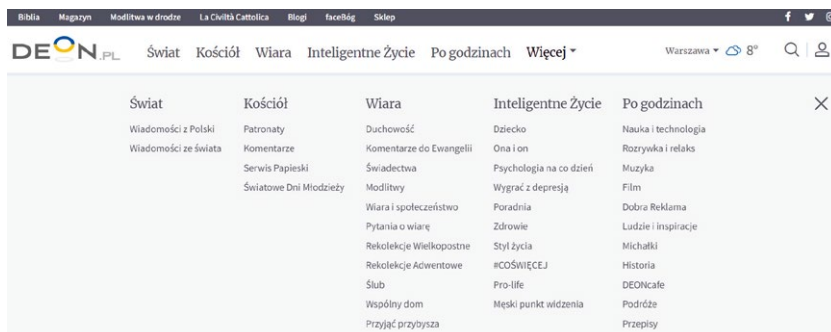 Biblia Magazyn Modlitwa w drodze La Civiltà Cattolica Blogi faceBóg Sklep
DEON.PL Świat Kościół Wiara Inteligentne Życie Po godzinach Więcej Warszawa 8°
Świat
Wiadomości z Polski
Wiadomości ze świata
Kościół
Patronaty
Komentarze
Serwis Papieski
Światowe Dni Młodzieży
Wiara
Duchowość
Komentarze do Ewangelii
Świadectwa
Modlitwy
Wiara i społeczeństwo
Pytania o wiarę
Rekolekcje Wielkopostne
Rekolekcje Adwentowe
Ślub
Wspólny dom
Przyjąć przybysza
Inteligentne Życie
Dziecko
Ona i on
Psychologia na co dzień
Wygrać z depresją
Poradnia
Zdrowie
Styl życia
#COŚWIĘCEJ
Pro-life
Męski punkt widzenia
Po godzinach
Nauka i technologia
Rozrywka i relaks
Muzyka
Film
Dobra Reklama
Ludzie i inspiracje
Michałki
Historia
DEONcafe
Podróże
Przepisy